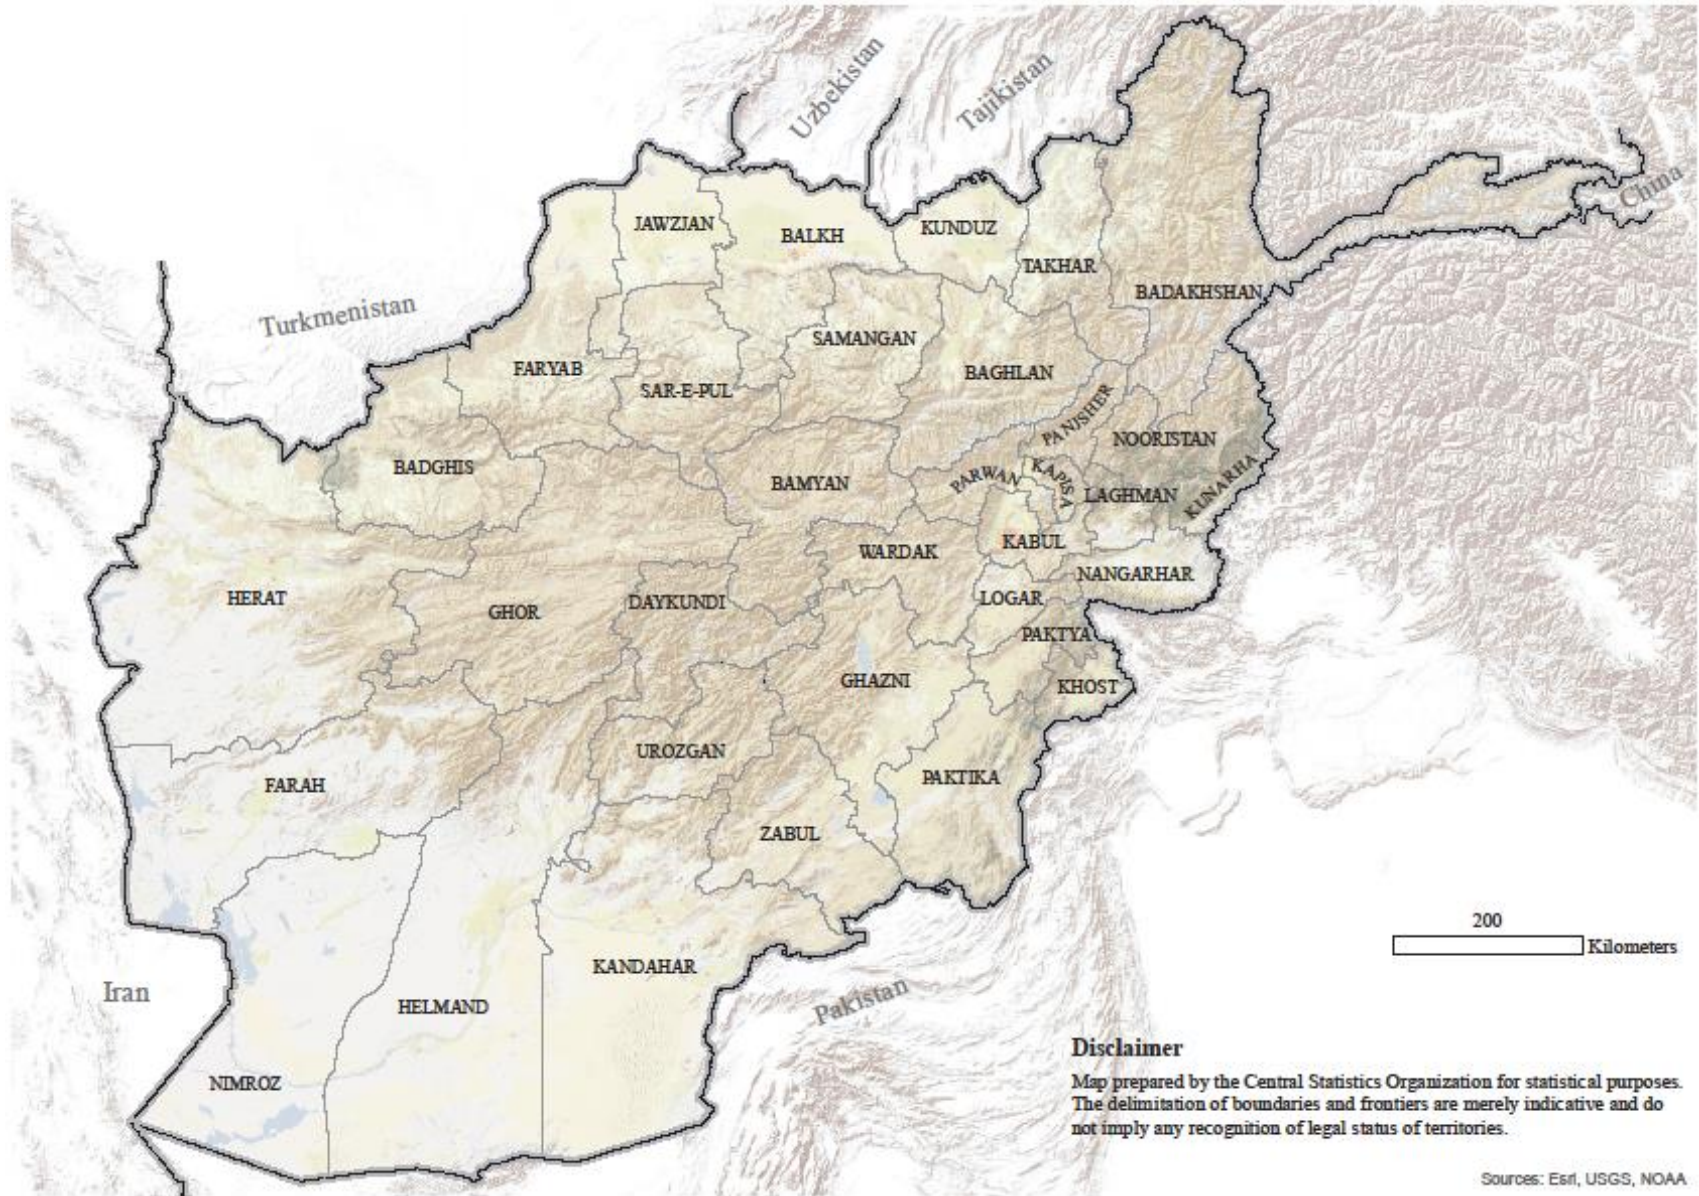 Uzbekistan
Tajikistan
China
Turkmenistan
JAWZJAN
BALKH
KUNDUZ
TAKHAR
BADAKHSHAN
FARYAB
SAR-E-PUL
SAMANGAN
BAGHLAN
PANJSHER
NOORISTAN
BADGHIS
BAMYAN
PARWAN
KAPISA
LAGHMAN
KUNARHA
WARDAK
KABUL
NANGARHAR
HERAT
GHOR
DAYKUNDI
LOGAR
PAKTYA
GHAZNI
KHOST
UROZGAN
PAKTIKA
FARAH
ZABUL
KANDAHAR
HELMAND
NIMROZ
Iran
Pakistan
200
Kilometers
Disclaimer
Map prepared by the Central Statistics Organization for statistical purposes.
The delimitation of boundaries and frontiers are merely indicative and do
not imply any recognition of legal status of territories.
Sources: Esri, USGS, NOAA